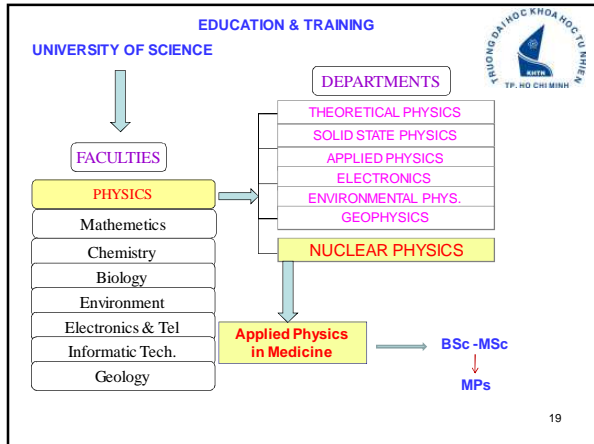 EDUCATION & TRAINING
UNIVERSITY OF SCIENCE
TRUONG DAI HOC KHOA HOC TU NHIEN
KHTN
TP. HO CHI MINH
DEPARTMENTS
THEORETICAL PHYSICS
SOLID STATE PHYSICS
APPLIED PHYSICS
ELECTRONICS
ENVIRONMENTAL PHYS.
GEOPHYSICS
NUCLEAR PHYSICS
FACULTIES
PHYSICS
Mathemetics
Chemistry
Biology
Environment
Electronics & Tel
Informatic Tech.
Geology
Applied Physics
in Medicine
BSc -MSc
MPs
19